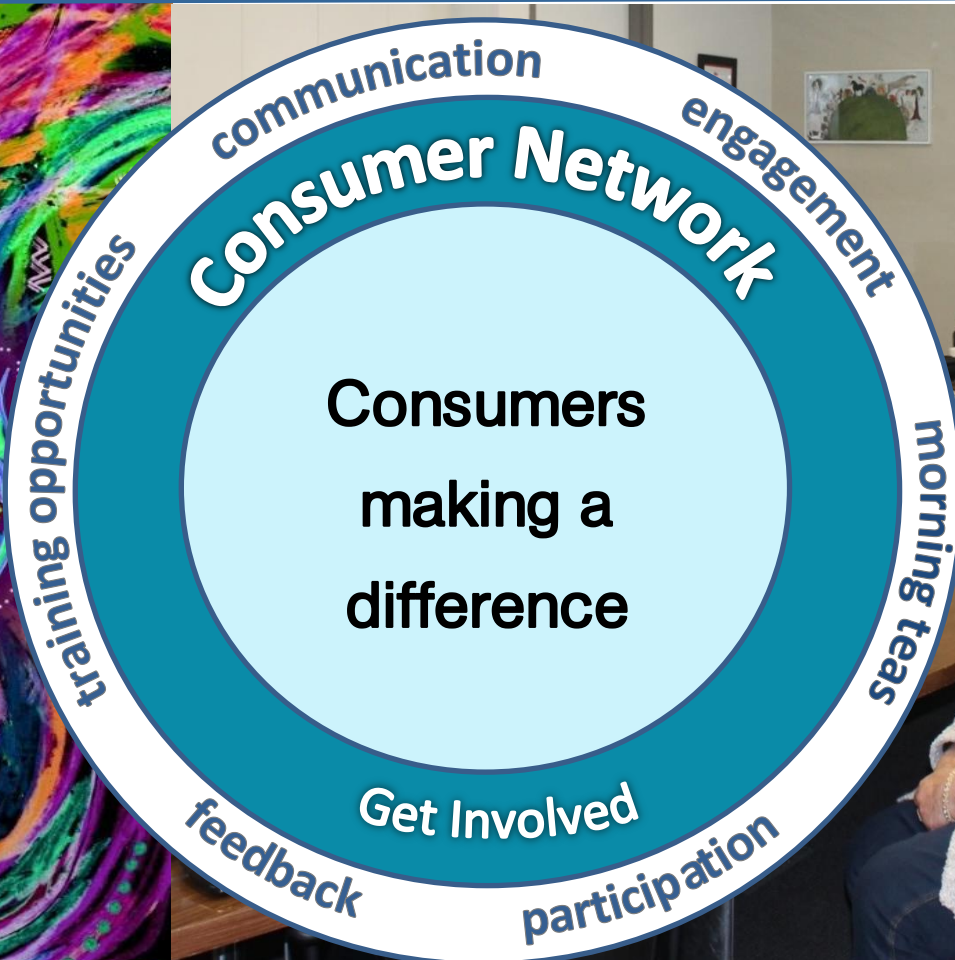 communication
engagement
morning teas
participation
feedback
training opportunities
Consumer Network
Consumers
making a
difference
Get Involved